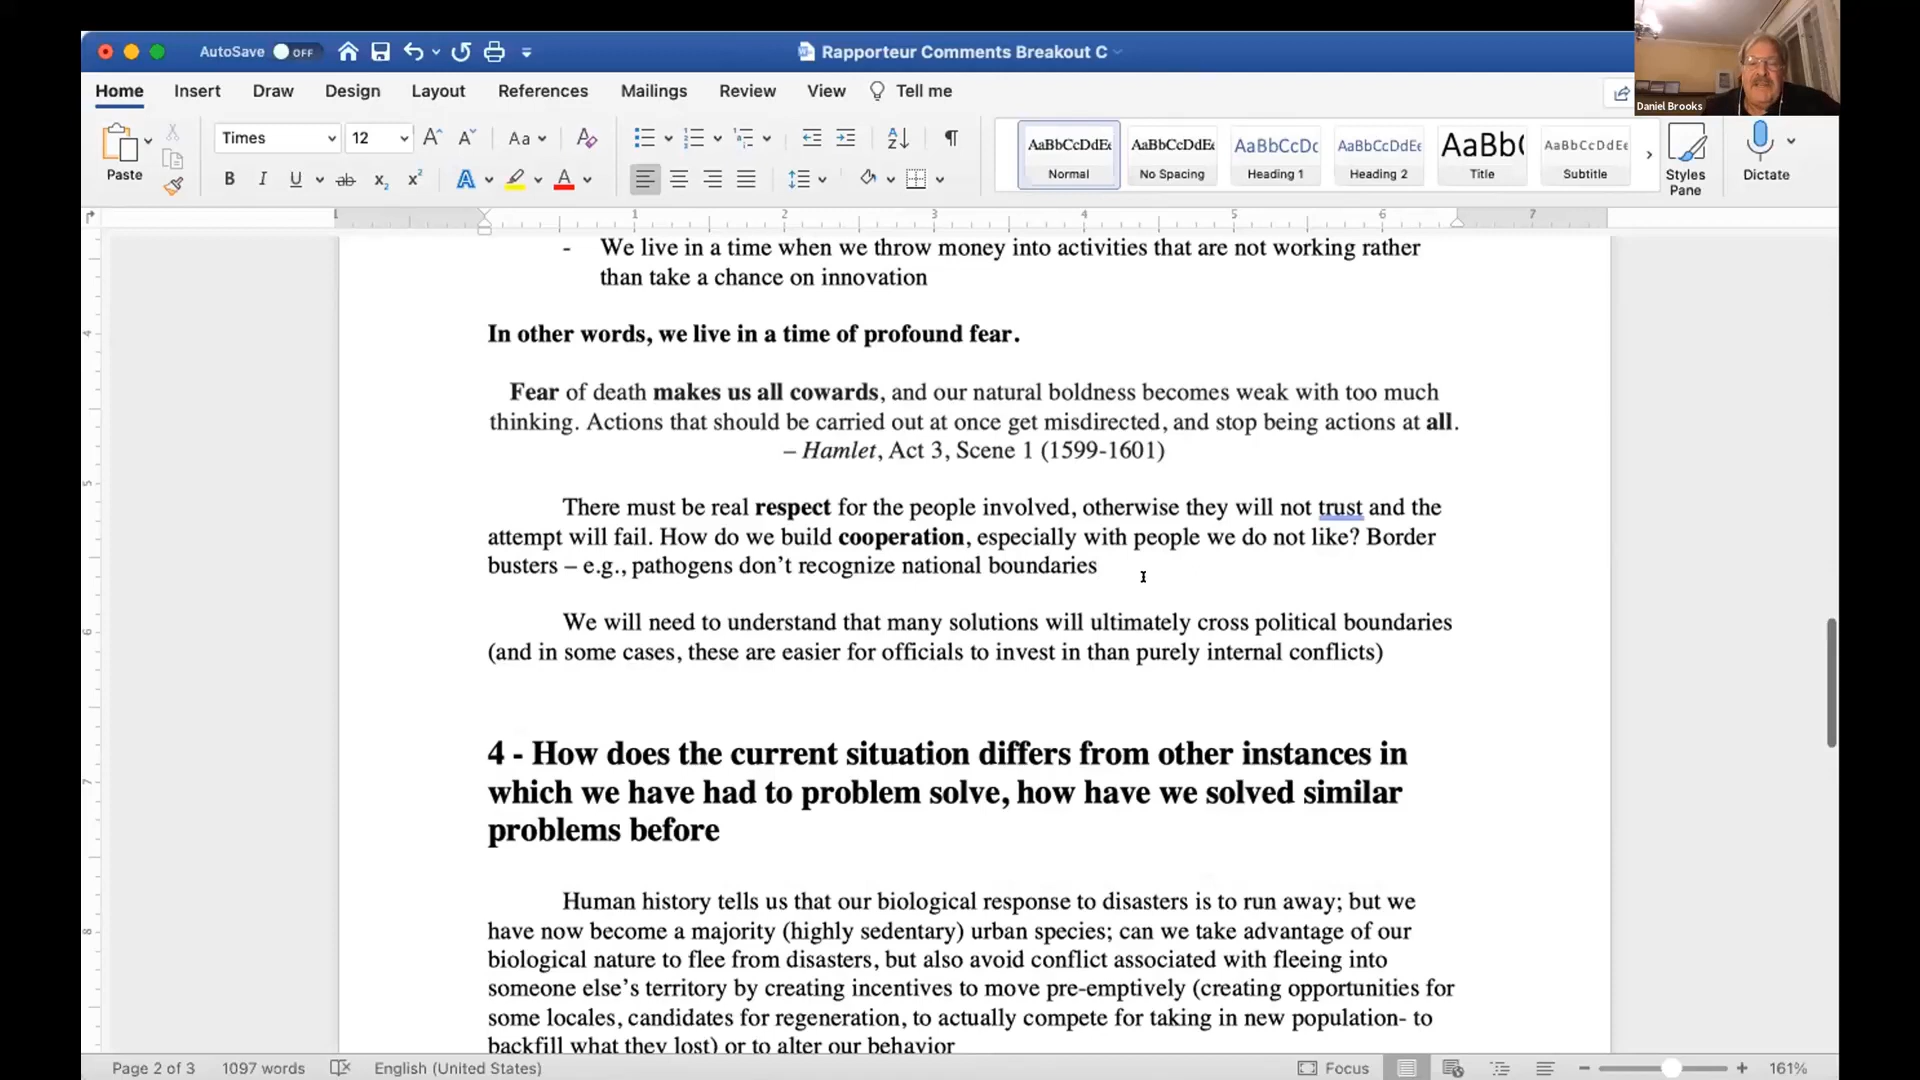 AutoSave OFF
Rapporteur Comments Breakout C
Daniel Brooks
Home Insert Draw Design Layout References Mailings Review View Tell me
Paste
Times 12
Aa
AaBbCcDdEe AaBbCcDdEe AaBbCcDc AaBbCcDdEe AaBb( AaBbCcDdEe
Normal No Spacing Heading 1 Heading 2 Title Subtitle
Styles Pane
Dictate
1 1 2 3 4 5 6 7
- We live in a time when we throw money into activities that are not working rather
than take a chance on innovation
In other words, we live in a time of profound fear.
Fear of death makes us all cowards, and our natural boldness becomes weak with too much
thinking. Actions that should be carried out at once get misdirected, and stop being actions at all.
– Hamlet, Act 3, Scene 1 (1599-1601)
There must be real respect for the people involved, otherwise they will not trust and the
attempt will fail. How do we build cooperation, especially with people we do not like? Border
busters – e.g., pathogens don’t recognize national boundaries
We will need to understand that many solutions will ultimately cross political boundaries
(and in some cases, these are easier for officials to invest in than purely internal conflicts)
4 - How does the current situation differs from other instances in
which we have had to problem solve, how have we solved similar
problems before
Human history tells us that our biological response to disasters is to run away; but we
have now become a majority (highly sedentary) urban species; can we take advantage of our
biological nature to flee from disasters, but also avoid conflict associated with fleeing into
someone else’s territory by creating incentives to move pre-emptively (creating opportunities for
some locales, candidates for regeneration, to actually compete for taking in new population- to
backfill what they lost) or to alter our behavior
Page 2 of 3 1097 words English (United States) Focus 161%